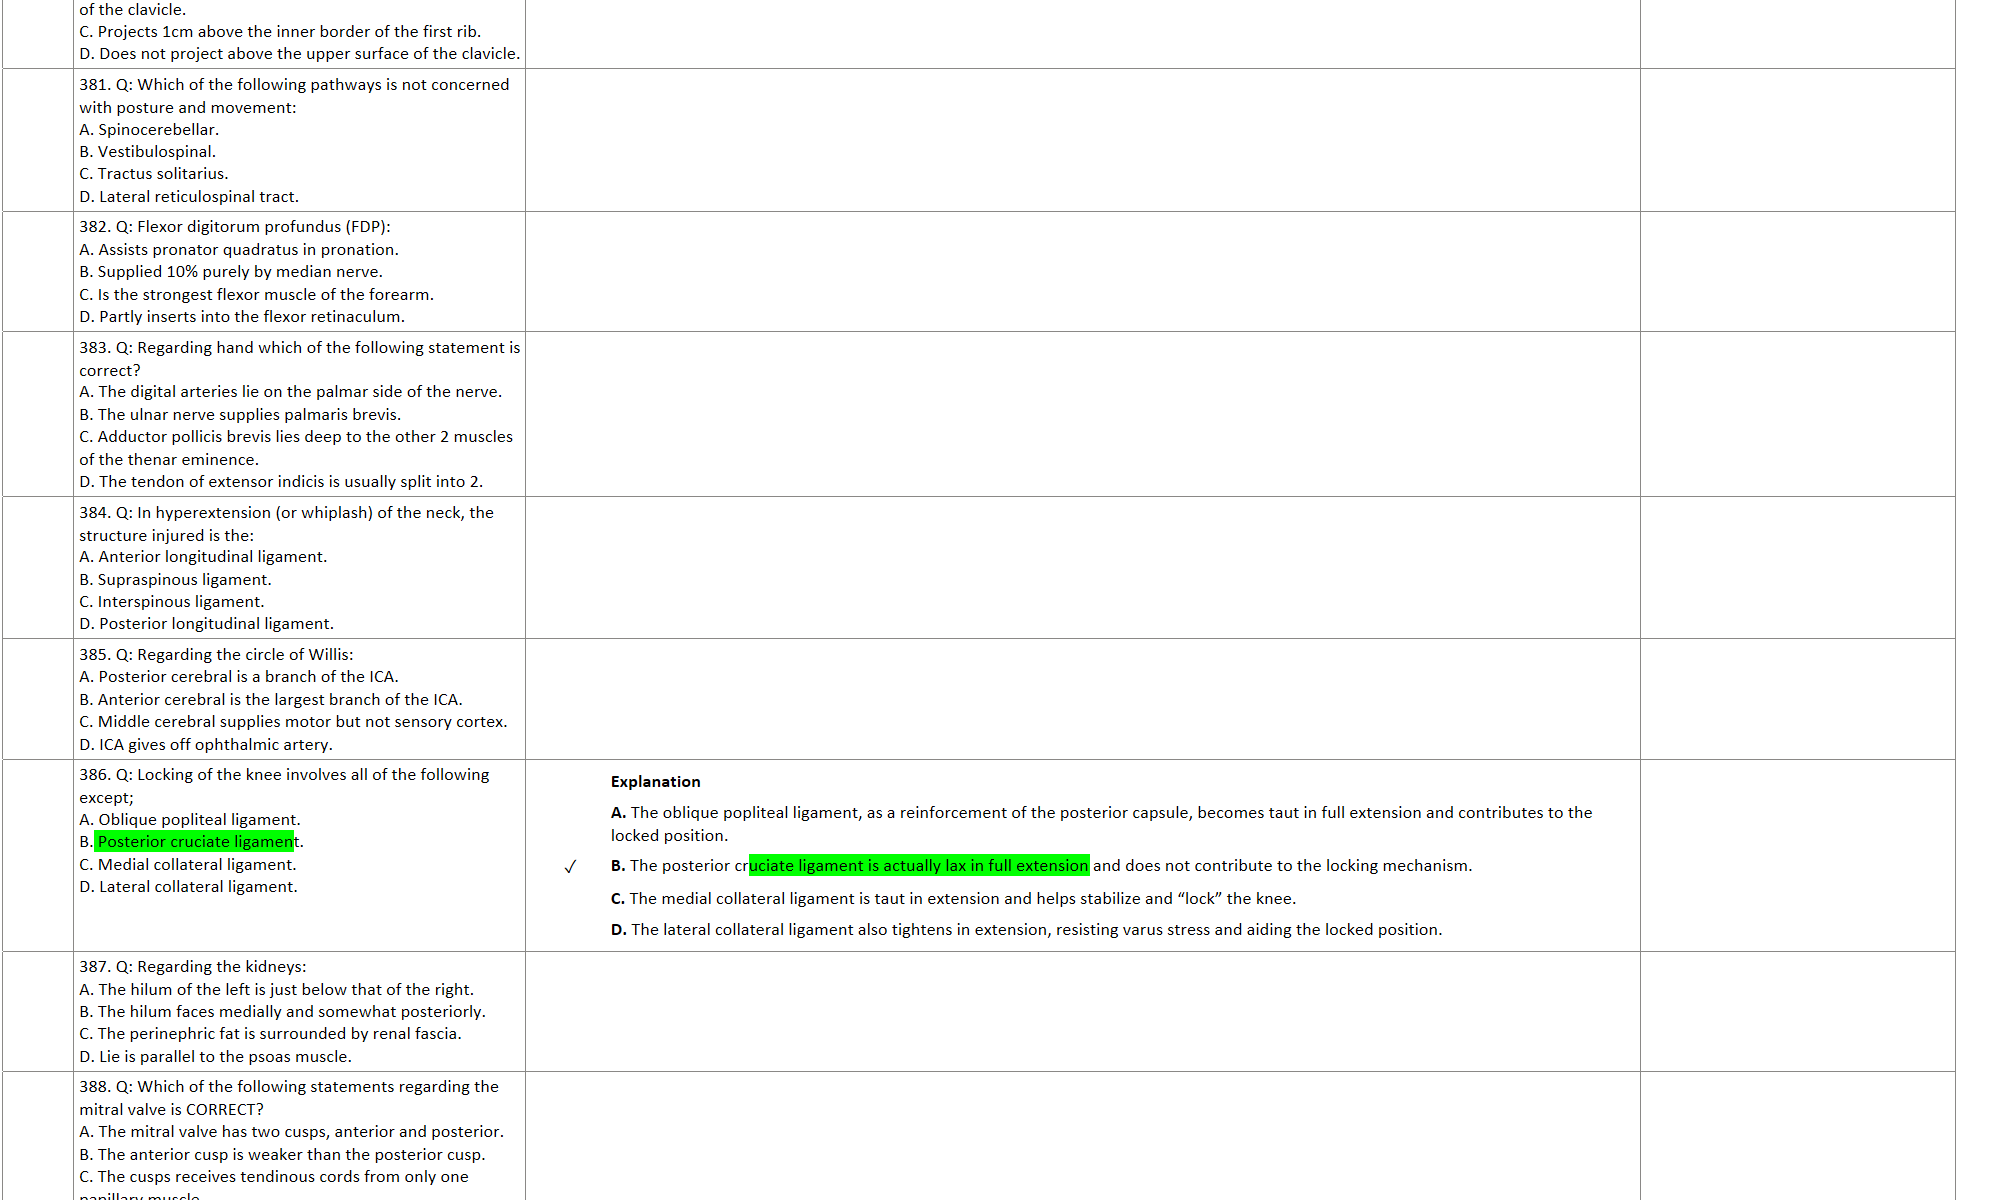 of the clavicle.
C. Projects 1cm above the inner border of the first rib.
D. Does not project above the upper surface of the clavicle.
381. Q: Which of the following pathways is not concerned
with posture and movement:
A. Spinocerebellar.
B. Vestibulospinal.
C. Tractus solitarius.
D. Lateral reticulospinal tract.
382. Q: Flexor digitorum profundus (FDP):
A. Assists pronator quadratus in pronation.
B. Supplied 10% purely by median nerve.
C. Is the strongest flexor muscle of the forearm.
D. Partly inserts into the flexor retinaculum.
383. Q: Regarding hand which of the following statement is
correct?
A. The digital arteries lie on the palmar side of the nerve.
B. The ulnar nerve supplies palmaris brevis.
C. Adductor pollicis brevis lies deep to the other 2 muscles
of the thenar eminence.
D. The tendon of extensor indicis is usually split into 2.
384. Q: In hyperextension (or whiplash) of the neck, the
structure injured is the:
A. Anterior longitudinal ligament.
B. Supraspinous ligament.
C. Interspinous ligament.
D. Posterior longitudinal ligament.
385. Q: Regarding the circle of Willis:
A. Posterior cerebral is a branch of the ICA.
B. Anterior cerebral is the largest branch of the ICA.
C. Middle cerebral supplies motor but not sensory cortex.
D. ICA gives off ophthalmic artery.
386. Q: Locking of the knee involves all of the following
except;
A. Oblique popliteal ligament.
B. Posterior cruciate ligament.
C. Medial collateral ligament.
D. Lateral collateral ligament.
Explanation
A. The oblique popliteal ligament, as a reinforcement of the posterior capsule, becomes taut in full extension and contributes to the
locked position.
✓ B. The posterior cruciate ligament is actually lax in full extension and does not contribute to the locking mechanism.
C. The medial collateral ligament is taut in extension and helps stabilize and “lock” the knee.
D. The lateral collateral ligament also tightens in extension, resisting varus stress and aiding the locked position.
387. Q: Regarding the kidneys:
A. The hilum of the left is just below that of the right.
B. The hilum faces medially and somewhat posteriorly.
C. The perinephric fat is surrounded by renal fascia.
D. Lie is parallel to the psoas muscle.
388. Q: Which of the following statements regarding the
mitral valve is CORRECT?
A. The mitral valve has two cusps, anterior and posterior.
B. The anterior cusp is weaker than the posterior cusp.
C. The cusps receives tendinous cords from only one
papillary muscle.